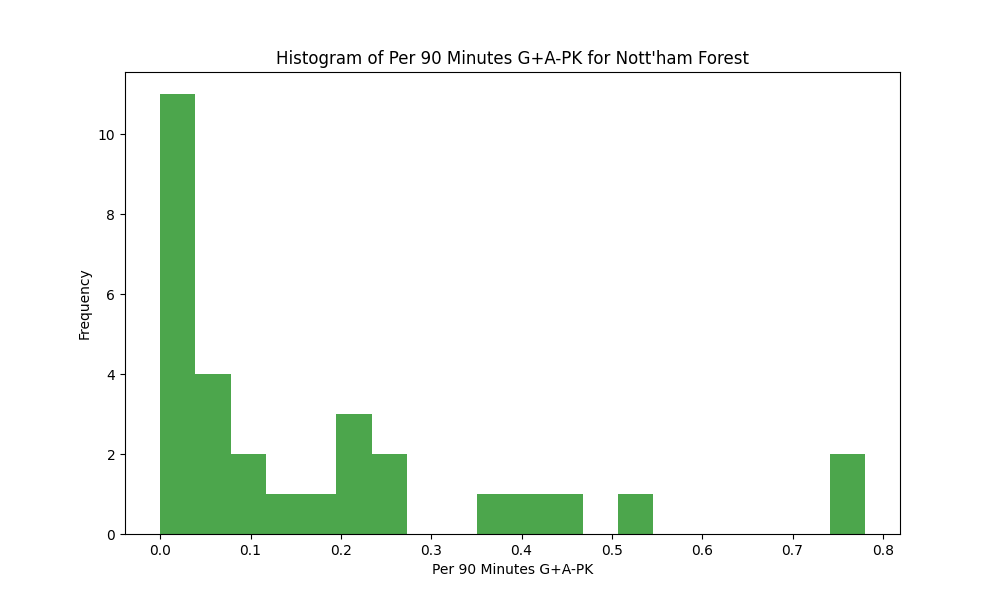 Histogram of Per 90 Minutes G+A-PK for Nott'ham Forest
Frequency
10
8
6
4
2
0
0.0 0.1 0.2 0.3 0.4 0.5 0.6 0.7 0.8
Per 90 Minutes G+A-PK